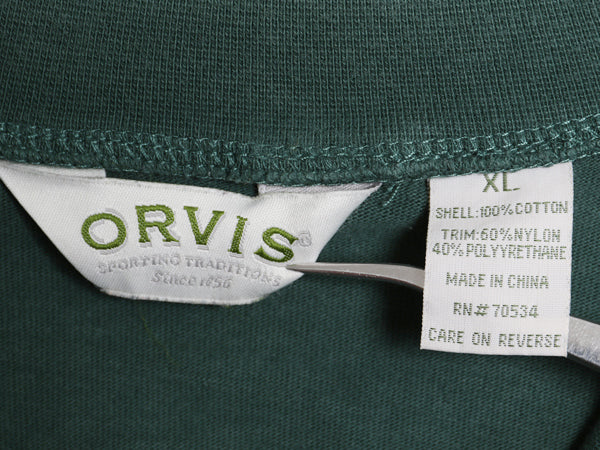 ORVIS®
SPORTING TRADITIONS
Since 1856
XL
SHELL:100% COTTON
TRIM:60% NYLON
40% POLYYRETHANE
MADE IN CHINA
RN# 70534
CARE ON REVERSE